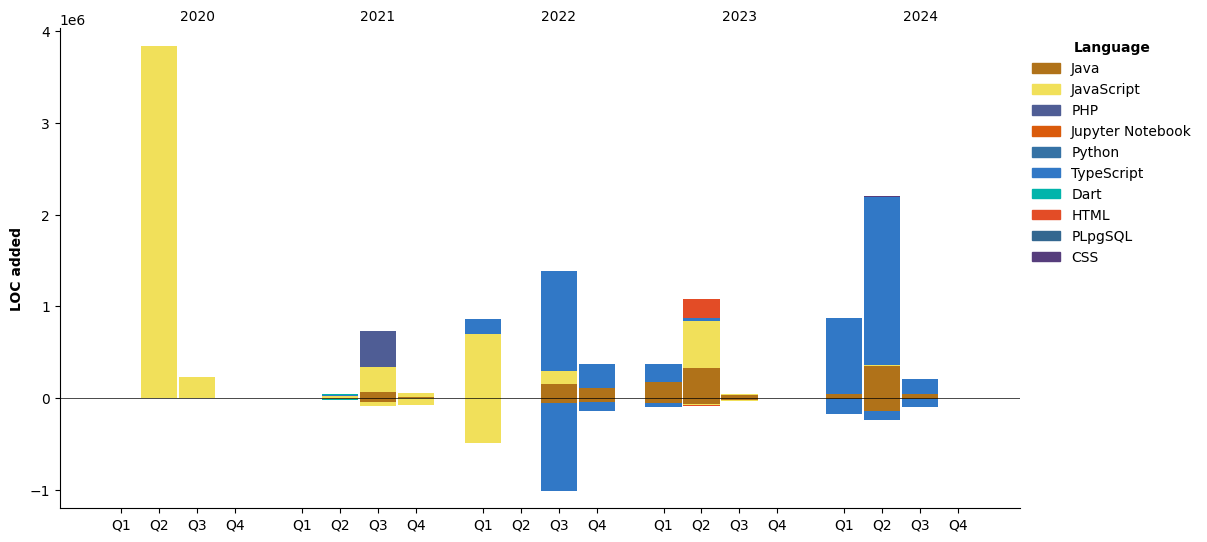 2020 2021 2022 2023 2024
1e6
4
3
2
1
0
−1
LOC added
Q1 Q2 Q3 Q4 Q1 Q2 Q3 Q4 Q1 Q2 Q3 Q4 Q1 Q2 Q3 Q4 Q1 Q2 Q3 Q4
Language
Java
JavaScript
PHP
Jupyter Notebook
Python
TypeScript
Dart
HTML
PLpgSQL
CSS